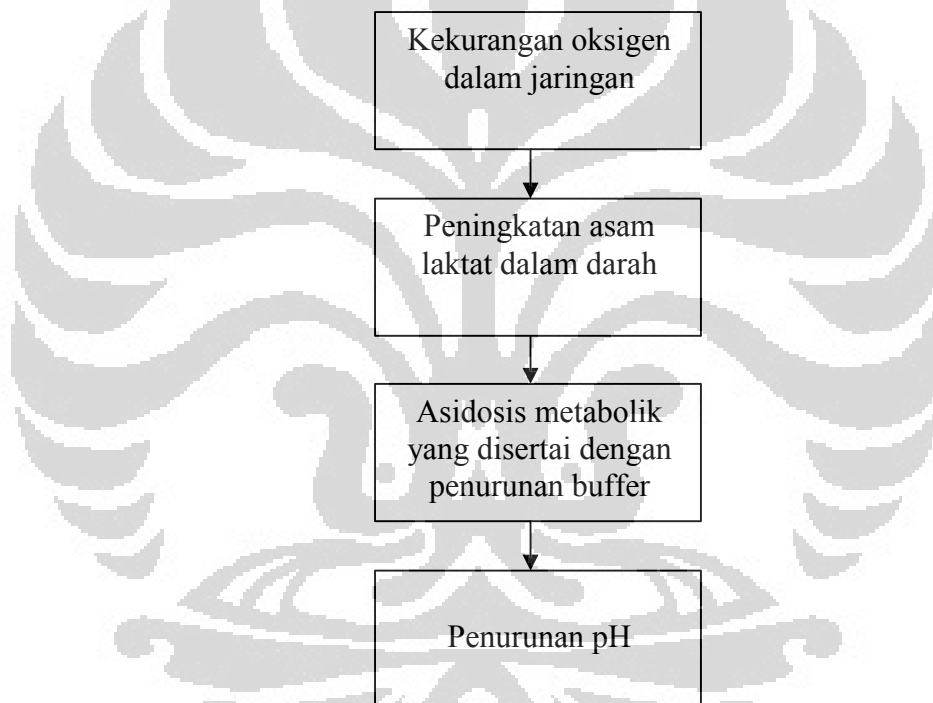 Kekurangan oksigen
dalam jaringan
Peningkatan asam
laktat dalam darah
Asidosis metabolik
yang disertai dengan
penurunan buffer
Penurunan pH